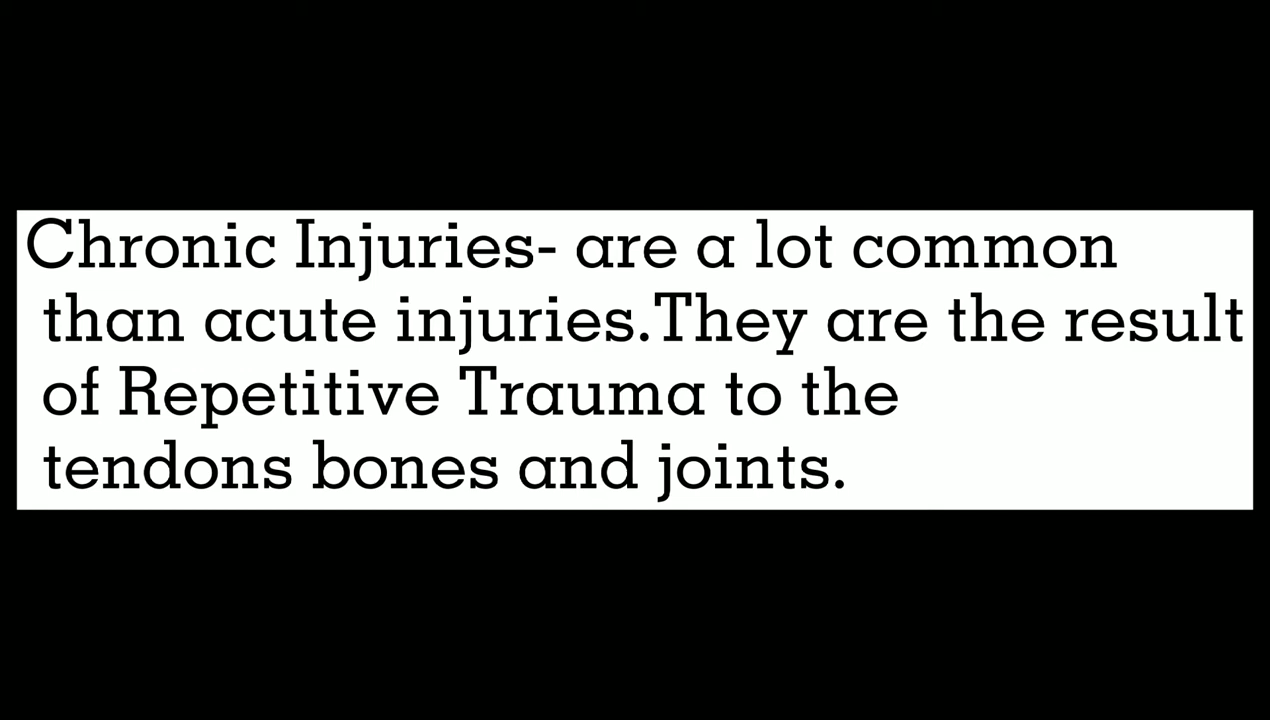 Chronic Injuries- are a lot common
than acute injuries.They are the result
of Repetitive Trauma to the
tendons bones and joints.